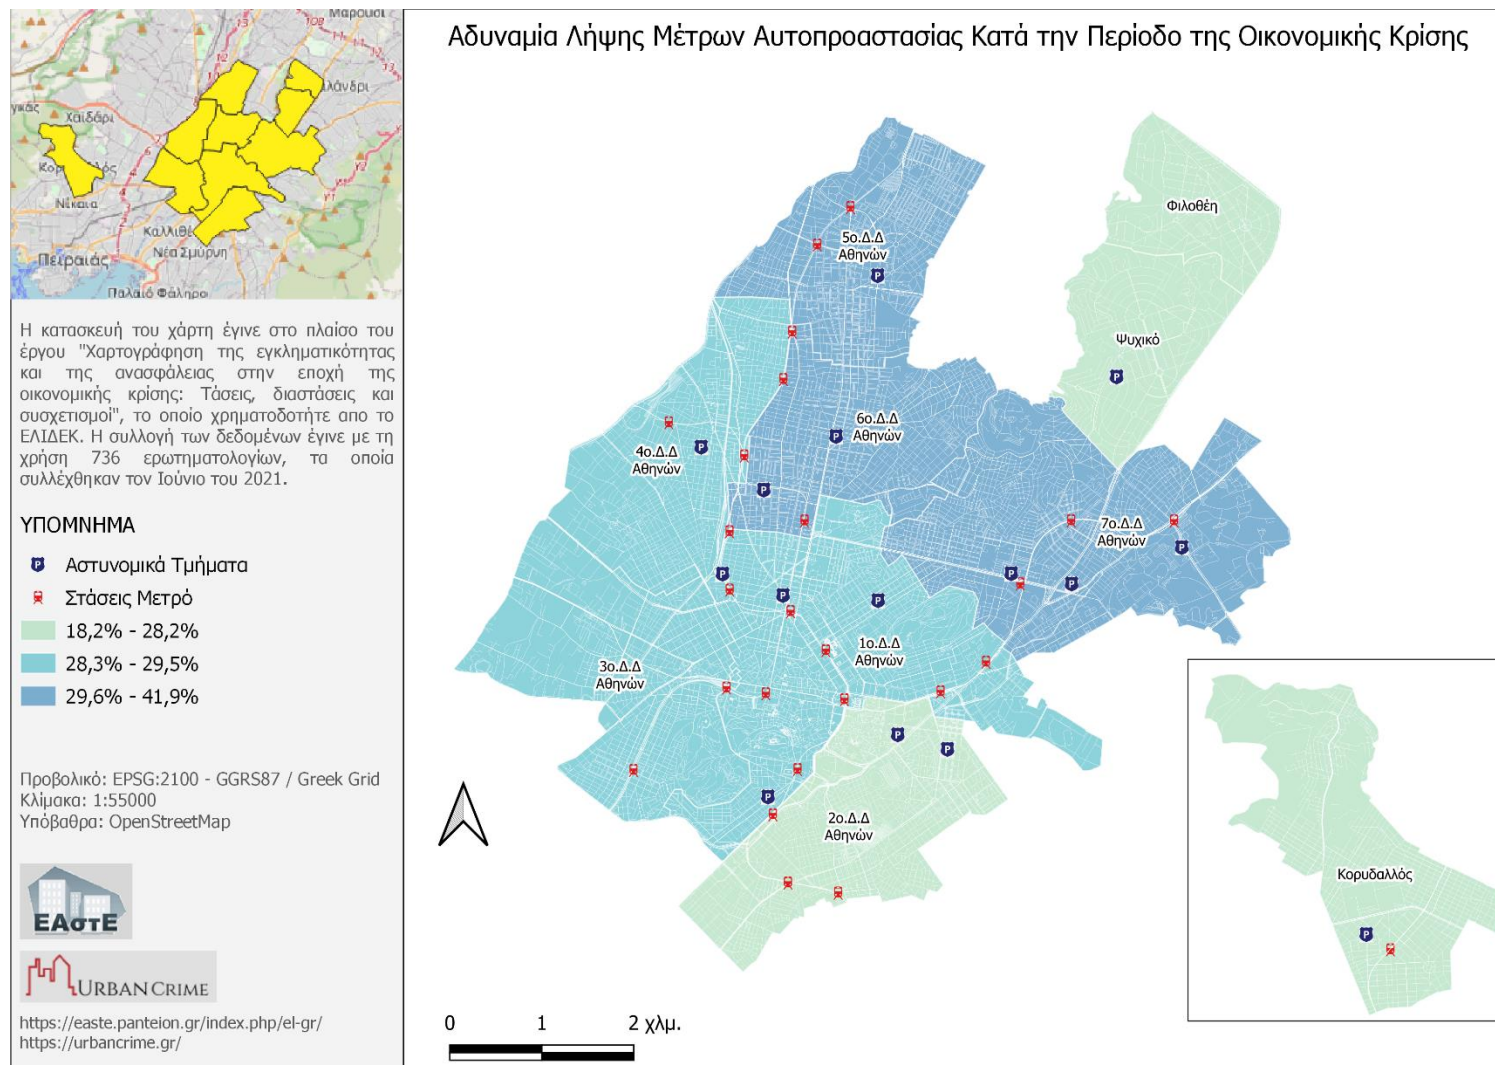 Αδυναμία Λήψης Μέτρων Αυτοπροαστασίας Κατά την Περίοδο της Οικονομικής Κρίσης
Μαρούσι
Χαϊδάρι
Νίκαια
Καλλιθέ
Νέα Σμύρνη
Πειραιάς
Παλαιό Φάληρο
Η κατασκευή του χάρτη έγινε στο πλαίσο του
έργου "Χαρτογράφηση της εγκληματικότητας
και της ανασφάλειας στην εποχή της
οικονομικής κρίσης: Τάσεις, διαστάσεις και
συσχετισμοί", το οποίο χρηματοδοτήτε απο το
ΕΛΙΔΕΚ. Η συλλογή των δεδομένων έγινε με τη
χρήση 736 ερωτηματολογίων, τα οποία
συλλέχθηκαν τον Ιούνιο του 2021.
ΥΠΟΜΝΗΜΑ
Αστυνομικά Τμήματα
Στάσεις Μετρό
18,2% - 28,2%
28,3% - 29,5%
29,6% - 41,9%
Προβολικό: EPSG:2100 - GGRS87 / Greek Grid
Κλίμακα: 1:55000
Υπόβαθρα: OpenStreetMap
ΕΑστΕ
URBAN CRIME
https://easte.panteion.gr/index.php/el-gr/
https://urbancrime.gr/
Φιλοθέη
5ο.Δ.Δ
Αθηνών
Ψυχικό
6ο.Δ.Δ
Αθηνών
4ο.Δ.Δ
Αθηνών
7ο.Δ.Δ
Αθηνών
1ο.Δ.Δ
Αθηνών
3ο.Δ.Δ
Αθηνών
2ο.Δ.Δ
Αθηνών
Κορυδαλλός
0 1 2 χλμ.